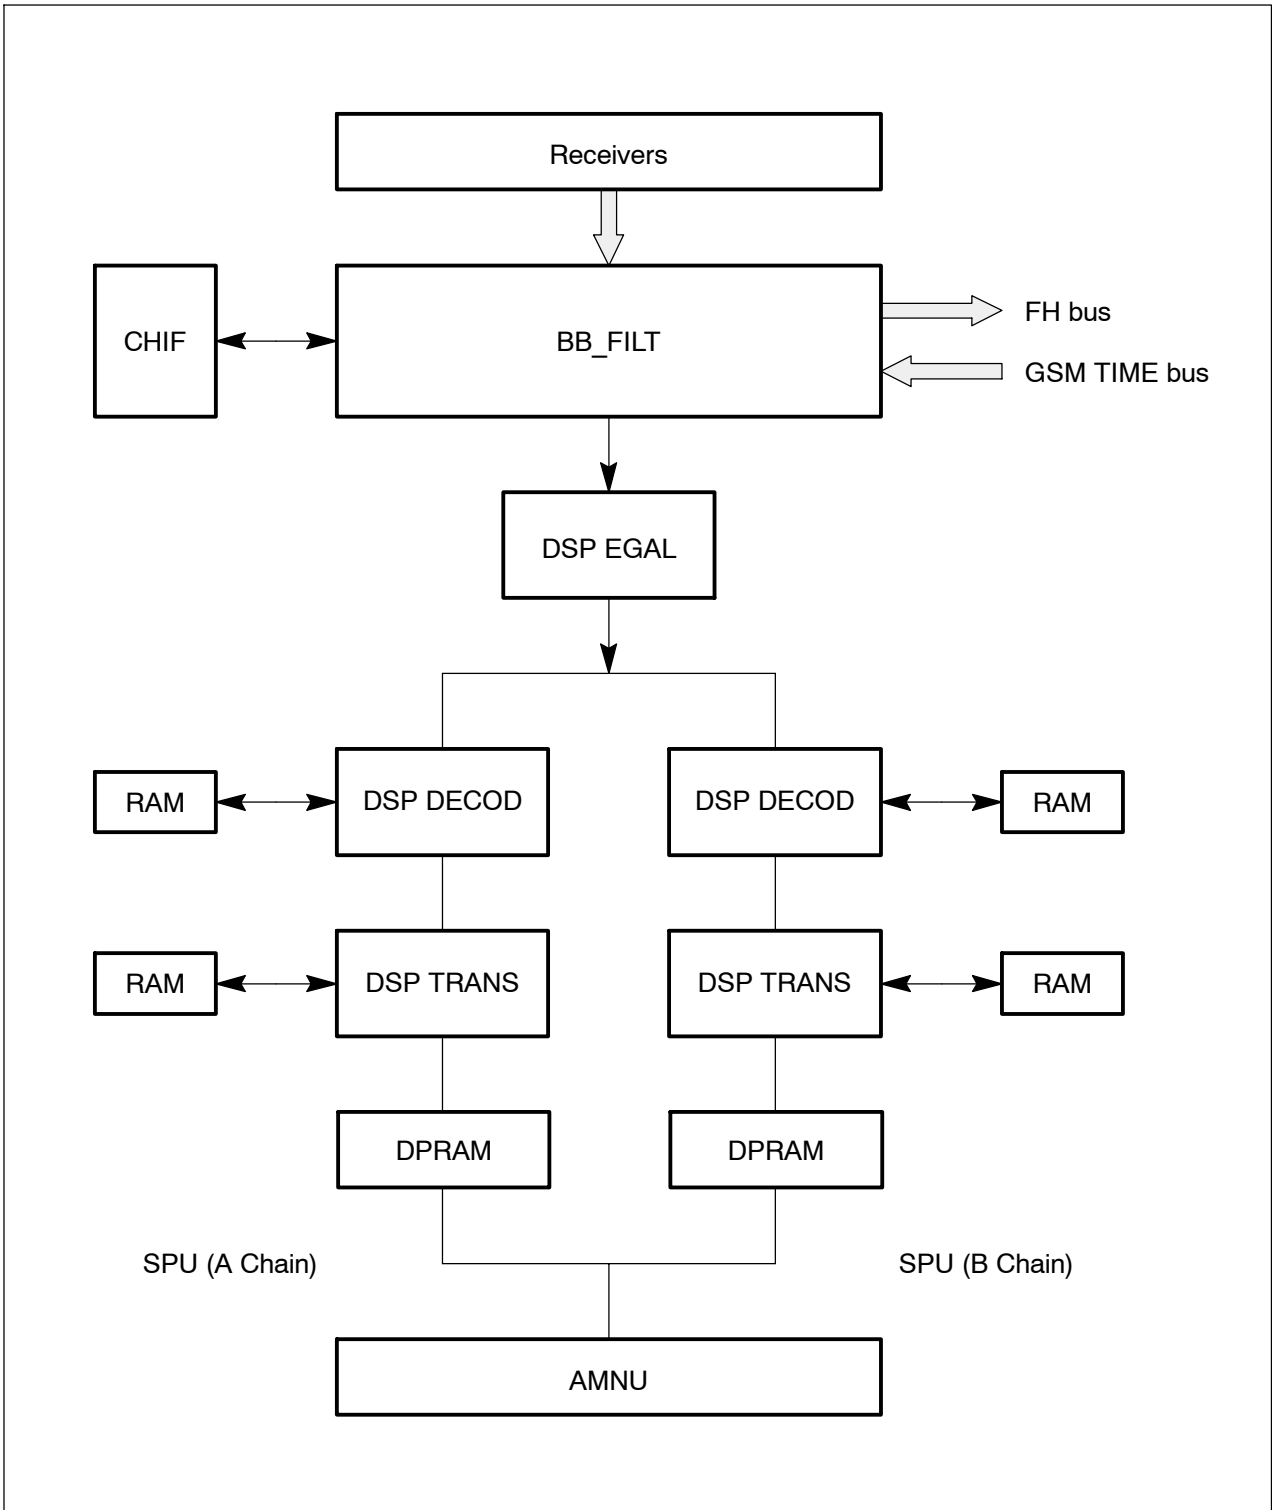 Receivers
CHIF
BB_FILT
FH bus
GSM TIME bus
DSP EGAL
RAM
DSP DECOD
DSP DECOD
RAM
RAM
DSP TRANS
DSP TRANS
RAM
DPRAM
DPRAM
SPU (A Chain)
SPU (B Chain)
AMNU